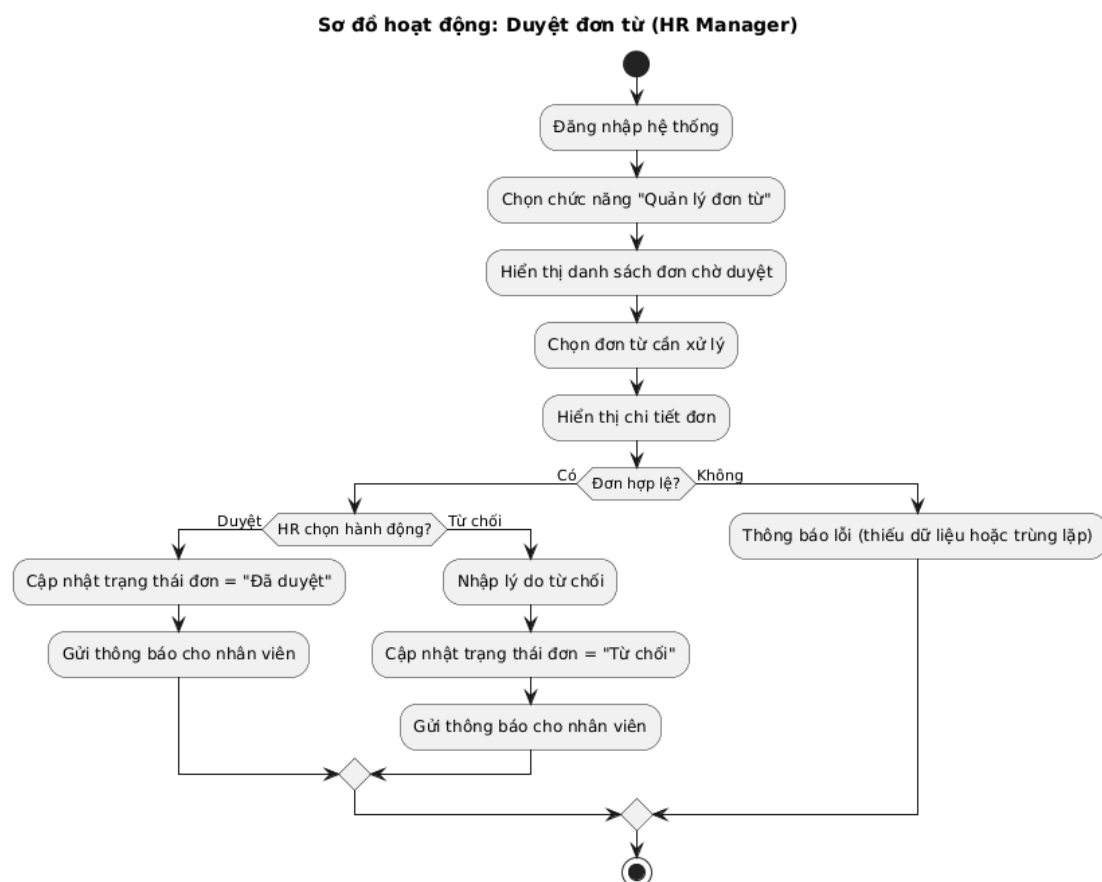 Sơ đồ hoạt động: Duyệt đơn từ (HR Manager)
Đăng nhập hệ thống
Chọn chức năng "Quản lý đơn từ"
Hiển thị danh sách đơn chờ duyệt
Chọn đơn từ cần xử lý
Hiển thị chi tiết đơn
Có
Đơn hợp lệ?
Không
Duyệt
HR chọn hành động?
Từ chối
Thông báo lỗi (thiếu dữ liệu hoặc trùng lặp)
Cập nhật trạng thái đơn = "Đã duyệt"
Nhập lý do từ chối
Gửi thông báo cho nhân viên
Cập nhật trạng thái đơn = "Từ chối"
Gửi thông báo cho nhân viên